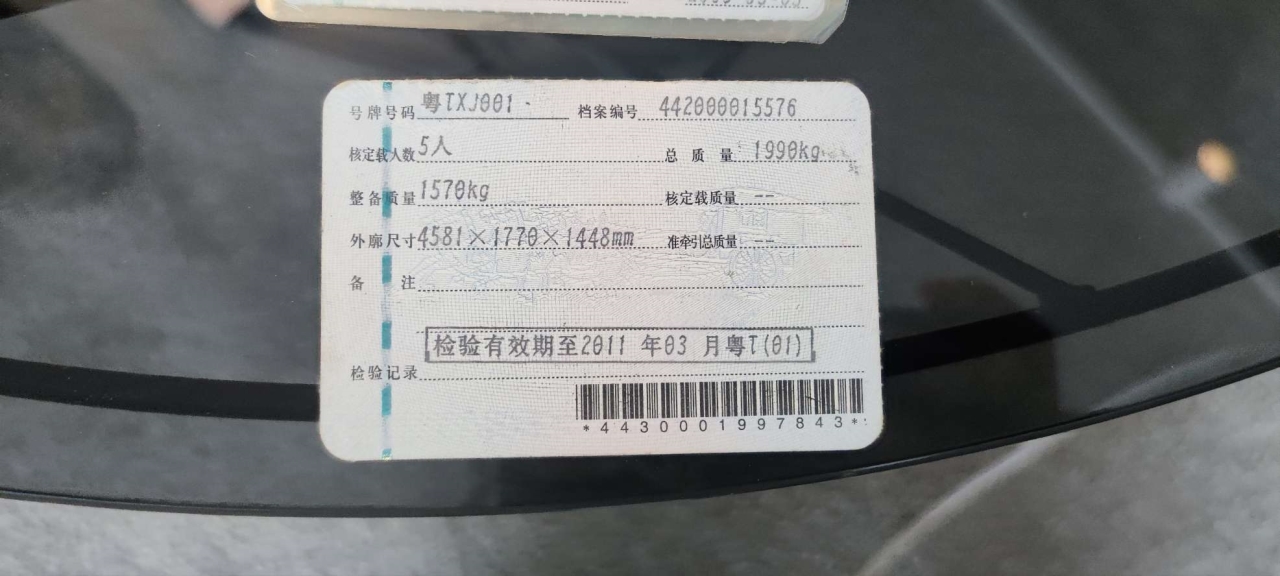 号牌号码 粤TXJ001 档案编号 442000015576
核定载人数 5人 总质量 1990kg
整备质量 1570kg 核定载质量 --
外廓尺寸 4581×1770×1448mm 准牵引总质量 --
备注
检验有效期至2011 年03 月粤T(01)
检验记录
*4430001997843*